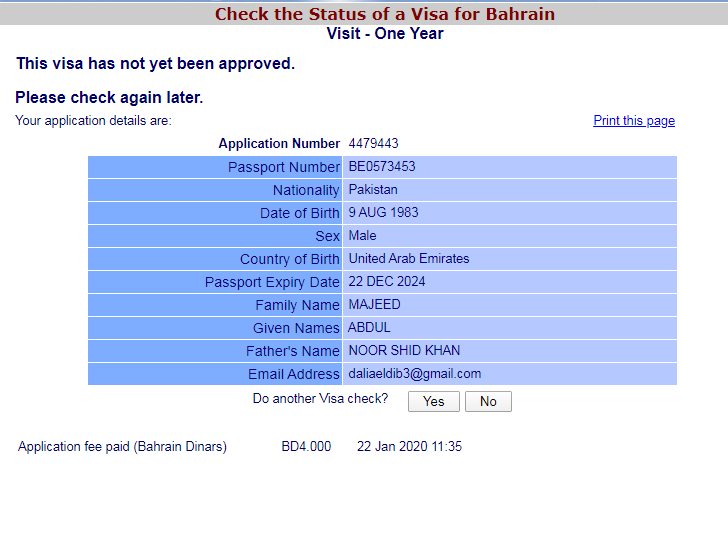 Check the Status of a Visa for Bahrain
Visit - One Year
This visa has not yet been approved.
Please check again later.
Your application details are: Print this page
Application Number 4479443
Passport Number BE0573453
Nationality Pakistan
Date of Birth 9 AUG 1983
Sex Male
Country of Birth United Arab Emirates
Passport Expiry Date 22 DEC 2024
Family Name MAJEED
Given Names ABDUL
Father's Name NOOR SHID KHAN
Email Address daliaeldib3@gmail.com
Do another Visa check? Yes No
Application fee paid (Bahrain Dinars) BD4.000 22 Jan 2020 11:35